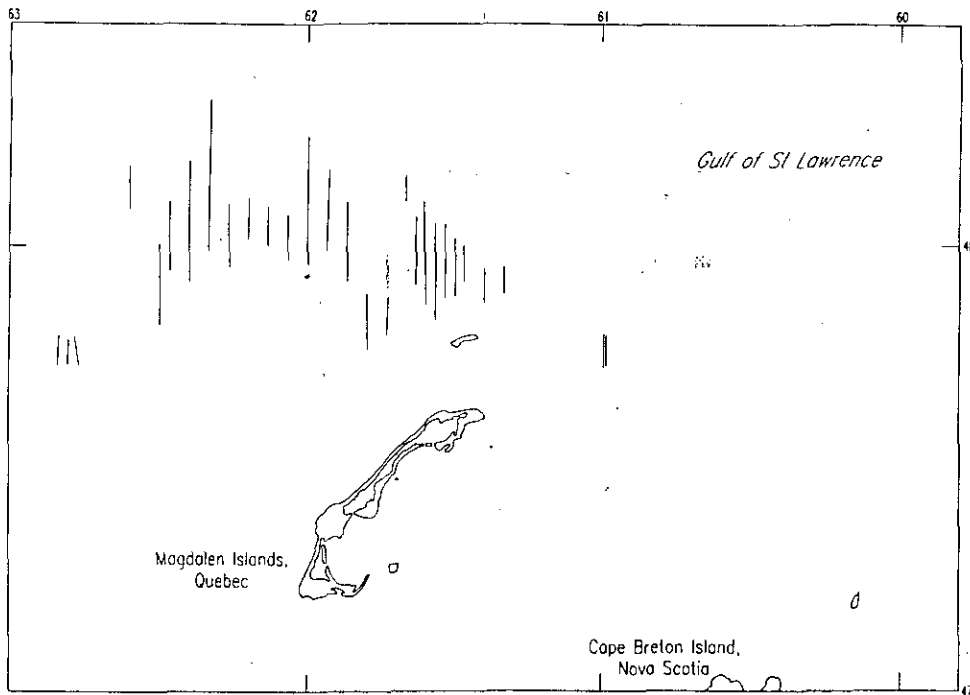 63 62 61 60
Gulf of St Lawrence
Magdalen Islands,
Quebec
Cape Breton Island,
Nova Scotia